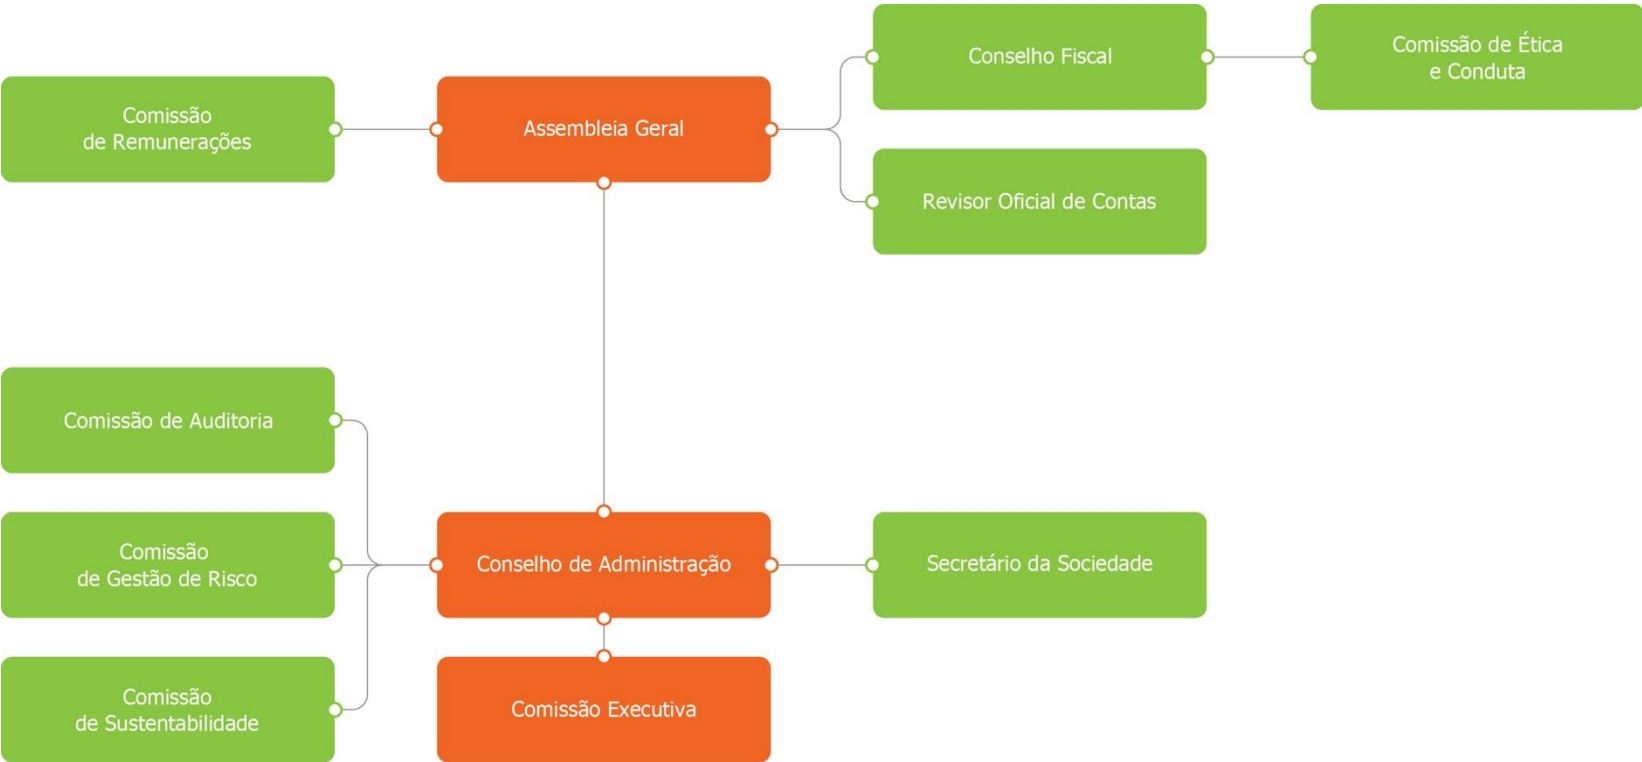 Conselho Fiscal
Comissão de Ética
e Conduta
Comissão
de Remunerações
Assembleia Geral
Revisor Oficial de Contas
Comissão de Auditoria
Comissão
de Gestão de Risco
Conselho de Administração
Secretário da Sociedade
Comissão
de Sustentabilidade
Comissão Executiva